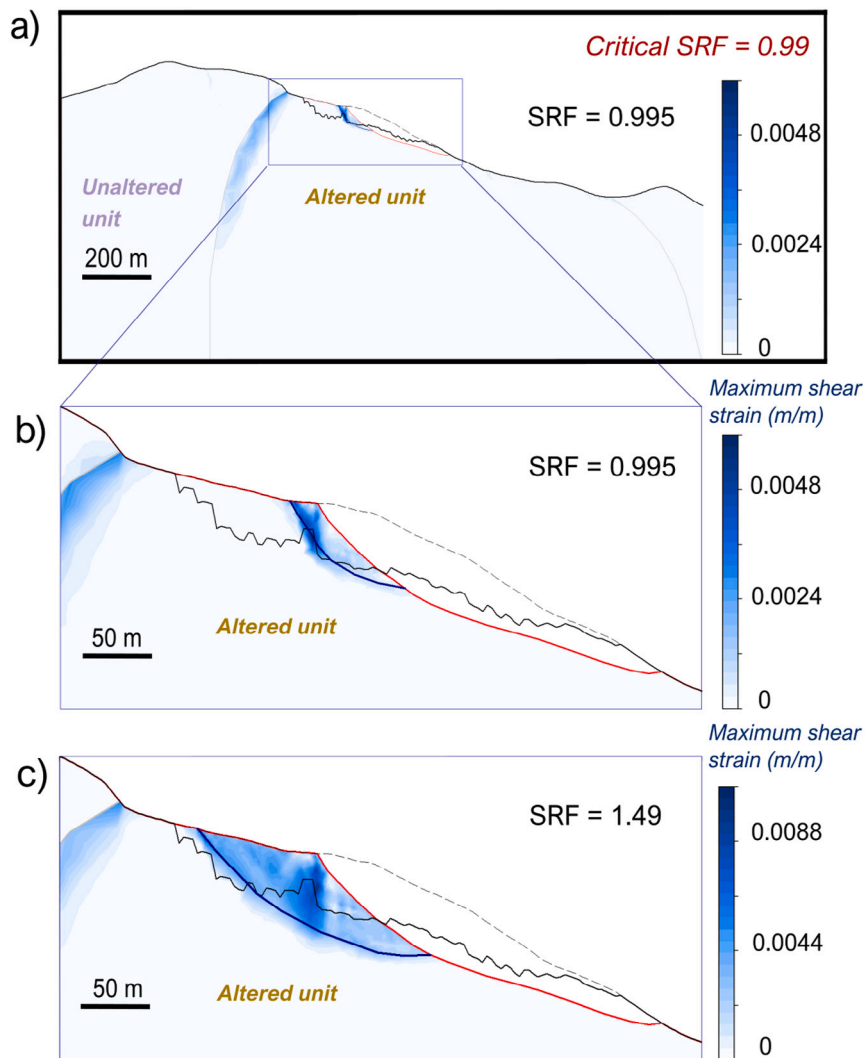 a)
Critical SRF = 0.99
SRF = 0.995
0.0048
0.0024
0
Unaltered
unit
Altered unit
200 m
b)
Maximum shear
strain (m/m)
SRF = 0.995
0.0048
0.0024
0
Altered unit
50 m
c)
Maximum shear
strain (m/m)
SRF = 1.49
0.0088
0.0044
0
Altered unit
50 m